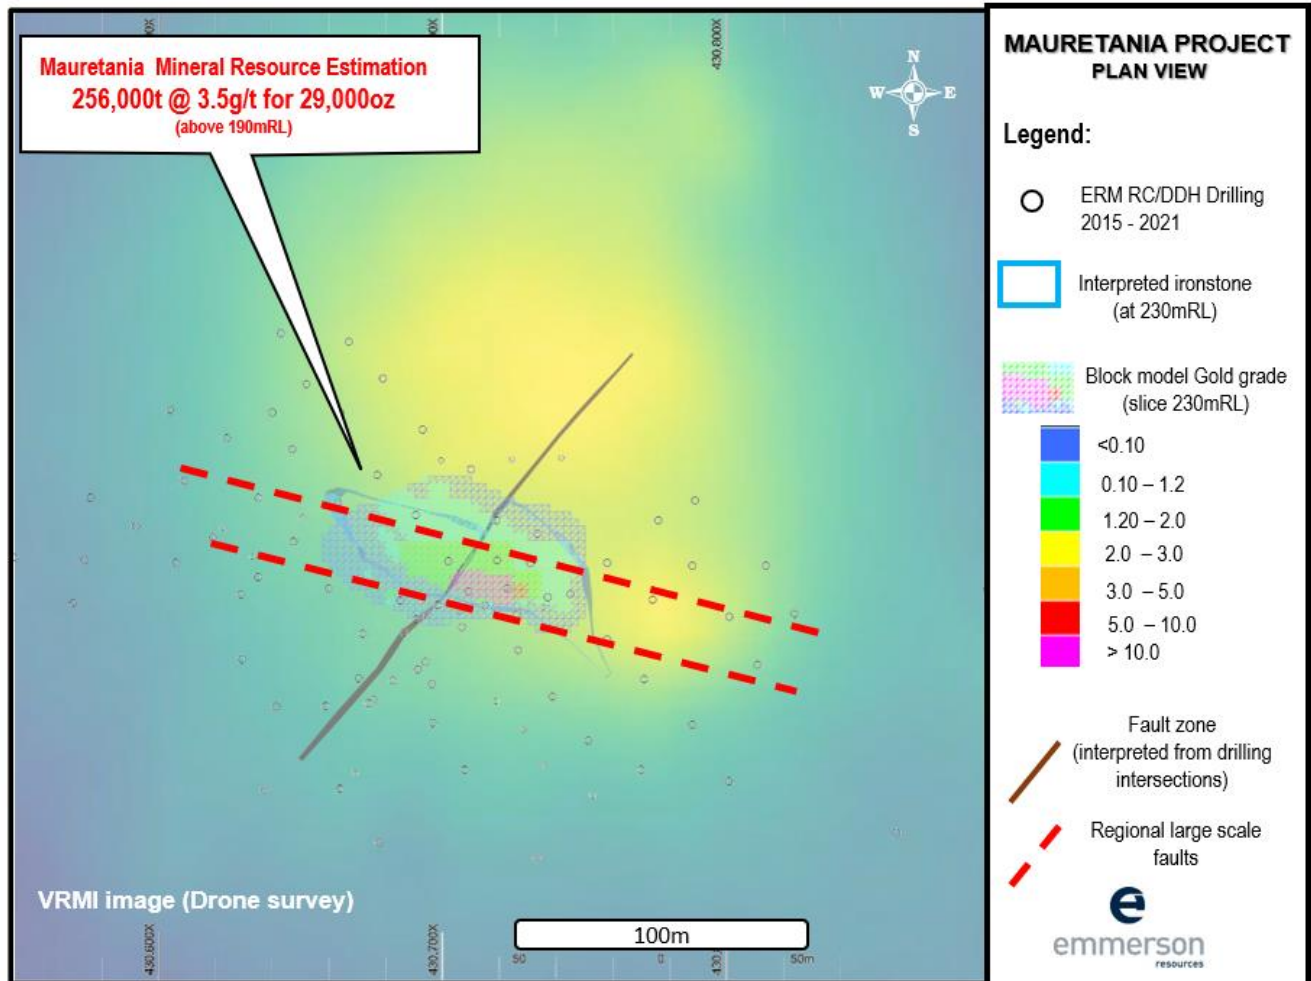 430,800X
Mauretania Mineral Resource Estimation
256,000t @ 3.5g/t for 29,000oz
(above 190mRL)
N
W E
S
VRMI image (Drone survey)
100m
50 0 50m
430,600X
430,700X
MAURETANIA PROJECT
PLAN VIEW
Legend:
ERM RC/DDH Drilling
2015 - 2021
Interpreted ironstone
(at 230mRL)
Block model Gold grade
(slice 230mRL)
<0.10
0.10 – 1.2
1.20 – 2.0
2.0 – 3.0
3.0 – 5.0
5.0 – 10.0
> 10.0
Fault zone
(interpreted from drilling
intersections)
Regional large scale
faults
e
emmerson
resources